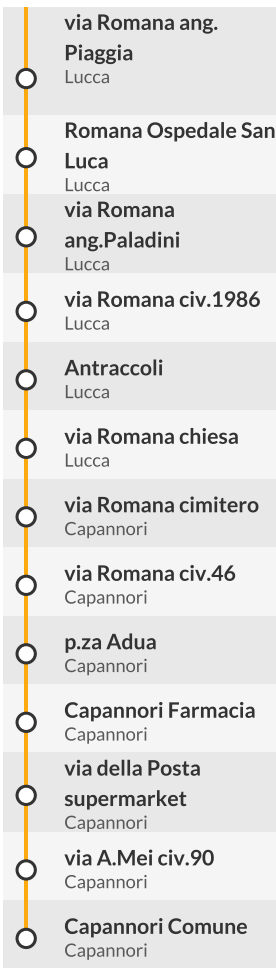 via Romana ang.
Piaggia
Lucca
Romana Ospedale San
Luca
Lucca
via Romana
ang.Paladini
Lucca
via Romana civ.1986
Lucca
Antraccoli
Lucca
via Romana chiesa
Lucca
via Romana cimitero
Capannori
via Romana civ.46
Capannori
p.za Adua
Capannori
Capannori Farmacia
Capannori
via della Posta
supermarket
Capannori
via A.Mei civ.90
Capannori
Capannori Comune
Capannori